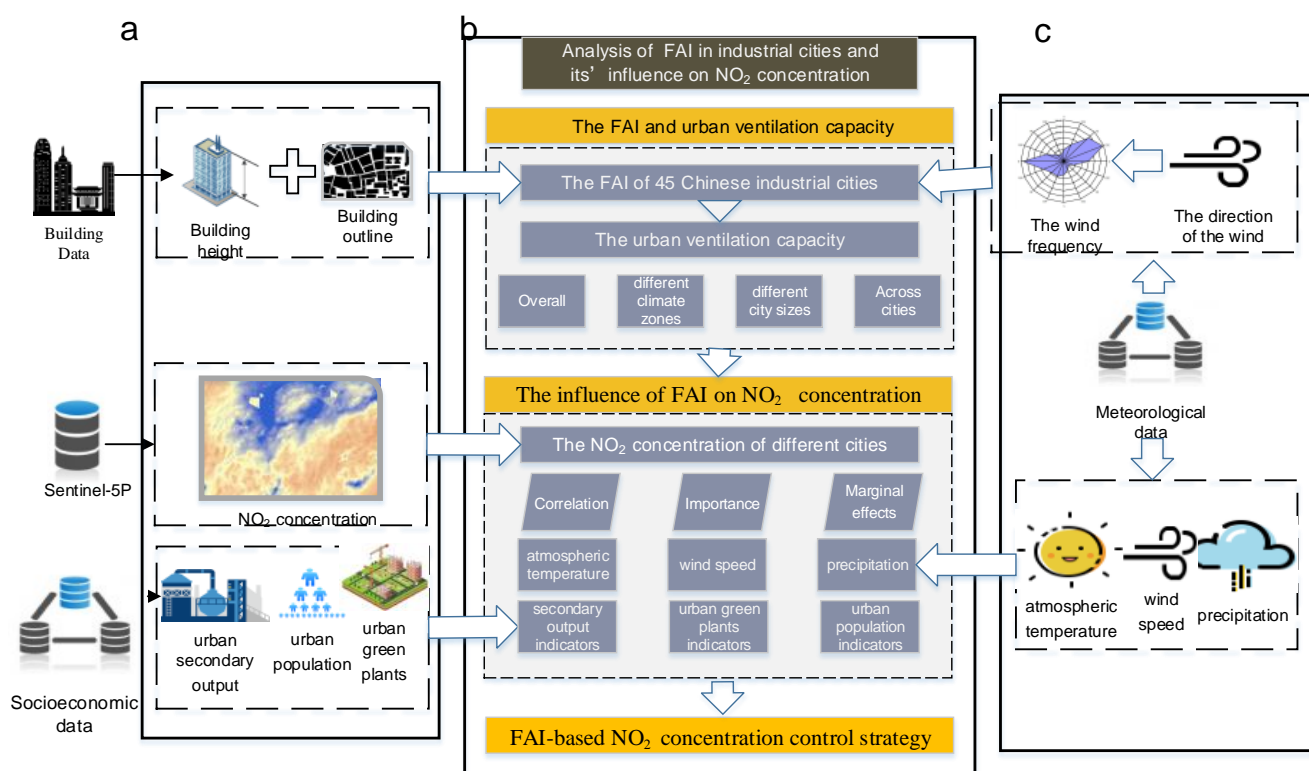 a
b
c
Building
Data
Building
height
Building
outline
Sentinel-5P
NO₂ concentration
Socioeconomic
data
urban
secondary
output
urban
population
urban
green
plants
Analysis of FAI in industrial cities and
its’ influence on NO₂ concentration
The FAI and urban ventilation capacity
The FAI of 45 Chinese industrial cities
The urban ventilation capacity
Overall
different
climate
zones
different
city sizes
Across
cities
The influence of FAI on NO₂ concentration
The NO₂ concentration of different cities
Correlation
Importance
Marginal
effects
atmospheric
temperature
wind speed
precipitation
secondary
output
indicators
urban green
plants
indicators
urban
population
indicators
FAI-based NO₂ concentration control strategy
The wind
frequency
The direction
of the wind
Meteorological
data
atmospheric
temperature
wind
speed
precipitation